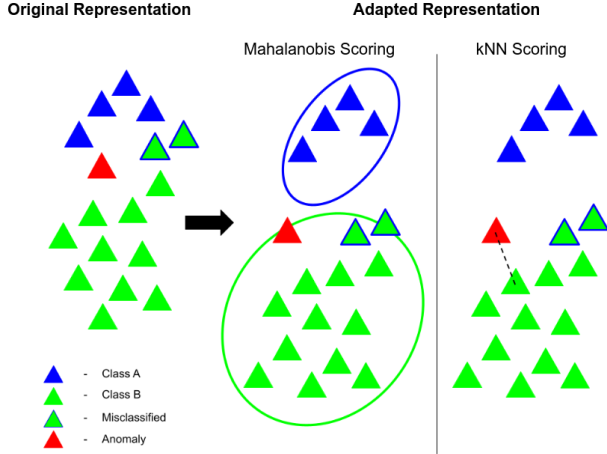 Original Representation
Adapted Representation
Mahalanobis Scoring
kNN Scoring
- Class A
- Class B
- Misclassified
- Anomaly